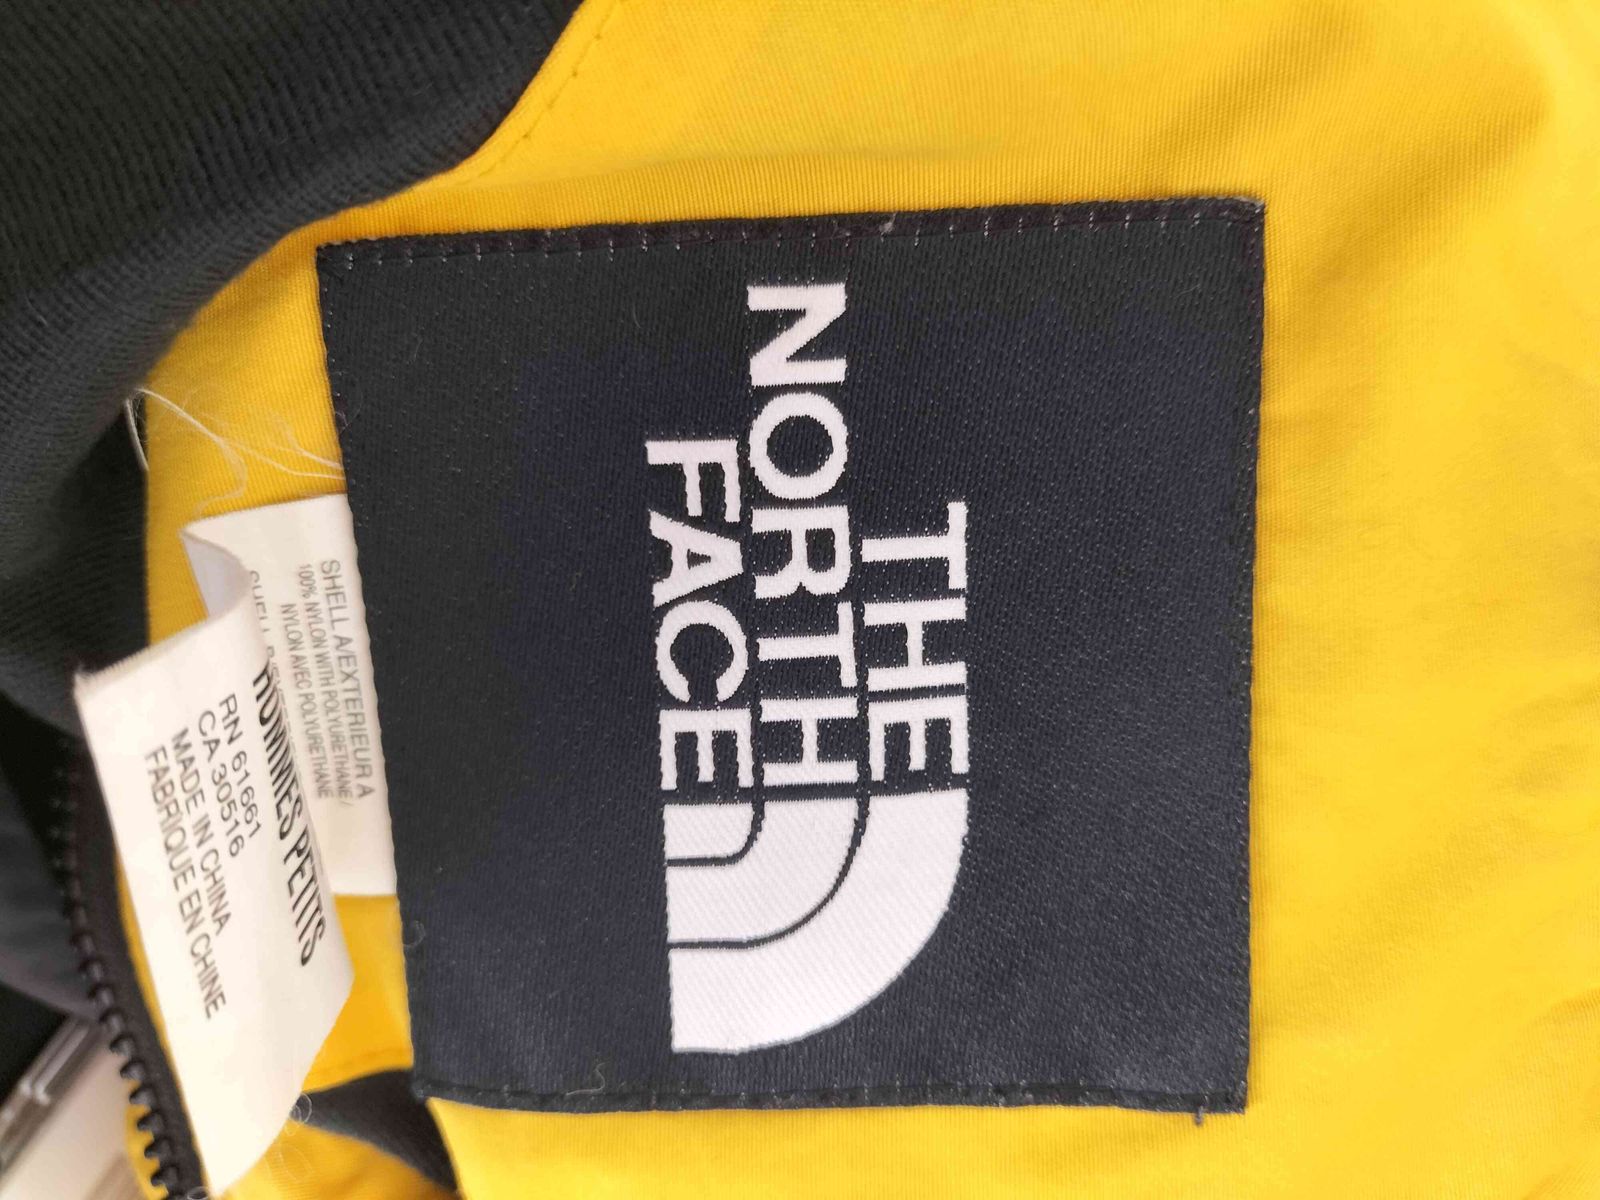 THE
NORTH
FACE
SHELL A/EXTERIEUR A
100% NYLON WITH POLYURETHANE/
NYLON AVEC POLYURETHANE
HOMMES PETITS
RN 61661
CA 30516
MADE IN CHINA
FABRIQUE EN CHINE